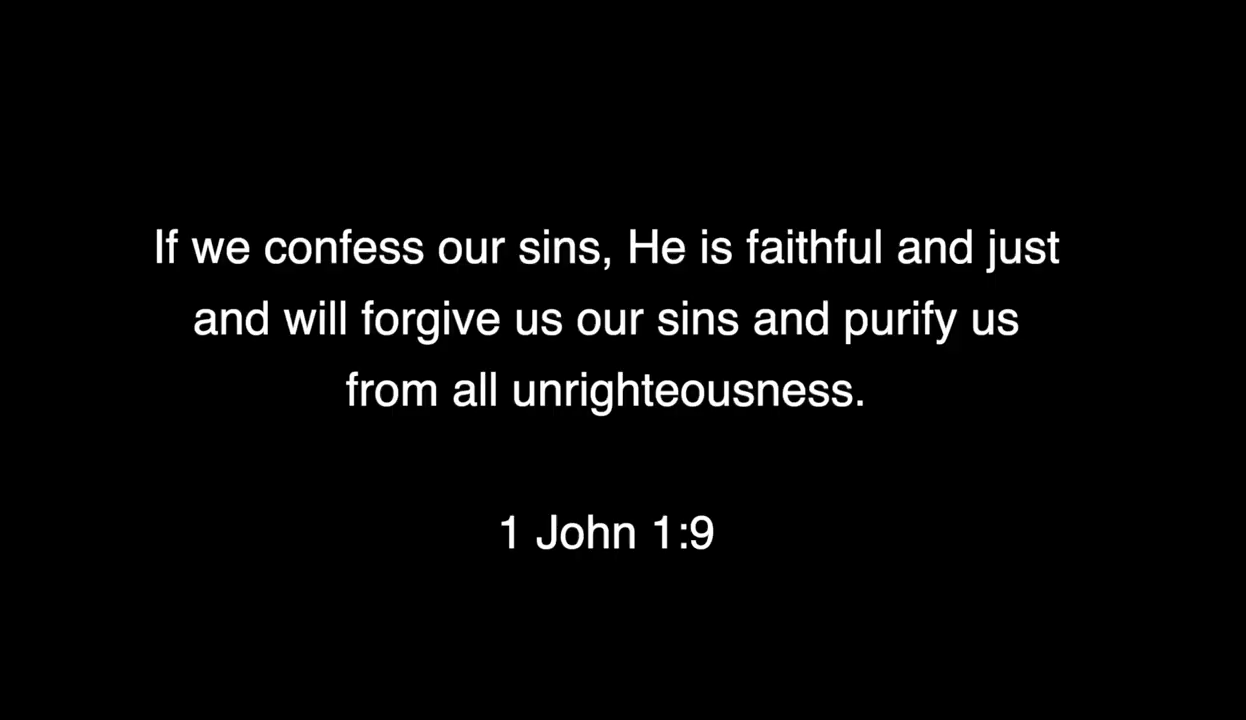 If we confess our sins, He is faithful and just
and will forgive us our sins and purify us
from all unrighteousness.
1 John 1:9